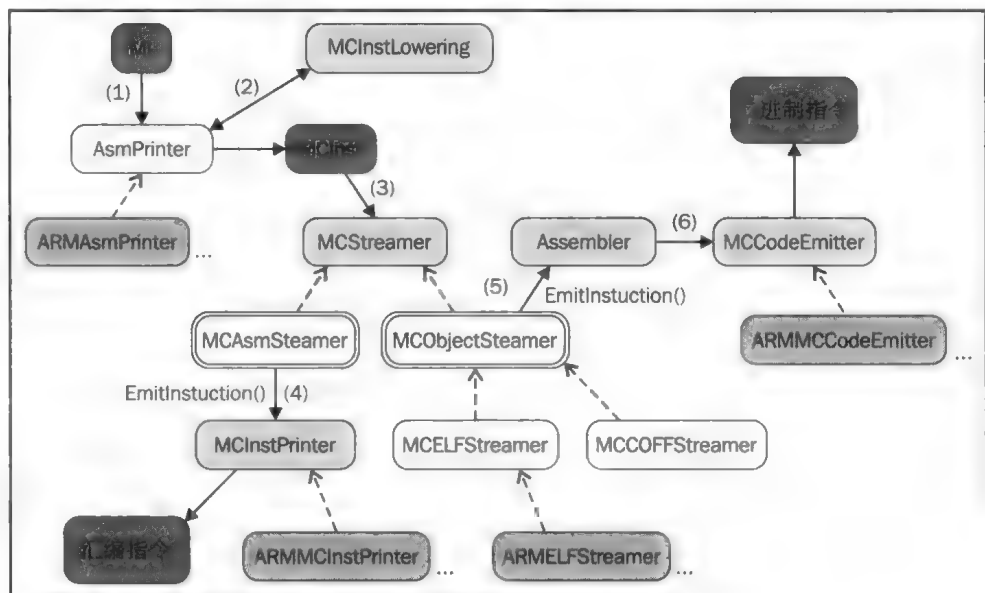 MI
MCInstLowering
(1)
(2)
进制指令
AsmPrinter
(3)
ARMAsmPrinter
...
MCStreamer
Assembler
(6)
MCCodeEmitter
(5)
EmitInstuction()
MCAsmSteamer
MCObjectSteamer
ARMMCCodeEmitter
...
EmitInstuction()
(4)
MCInstPrinter
MCELFStreamer
MCCOFFStreamer
汇编指令
ARMMCInstPrinter
...
ARMELFStreamer
...